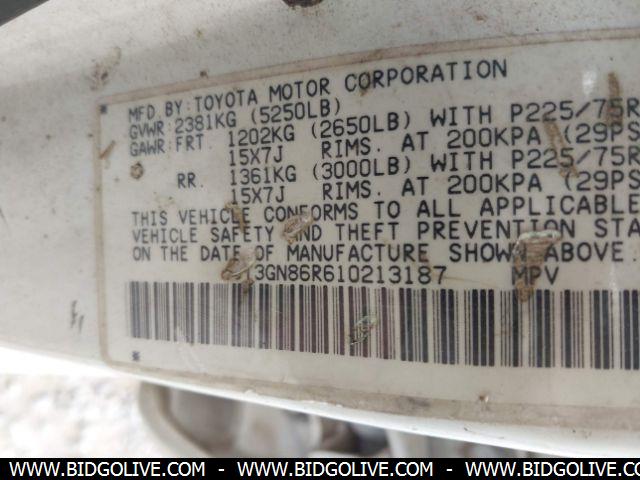 MFD BY:TOYOTA MOTOR CORPORATION
GVWR:2381KG (5250LB)
GAWR:FRT. 1202KG (2650LB) WITH P225/75R
15X7J RIMS. AT 200KPA (29PS
RR. 1361KG (3000LB) WITH P225/75R
15X7J RIMS. AT 200KPA (29PS
THIS VEHICLE CONFORMS TO ALL APPLICABLE
VEHICLE SAFETY AND THEFT PREVENTION STA
ON THE DATE OF MANUFACTURE SHOWN ABOVE.
3GN86R610213187 MPV
WWW.BIDGOLIVE.COM - WWW.BIDGOLIVE.COM - WWW.BIDGOLIVE.COM